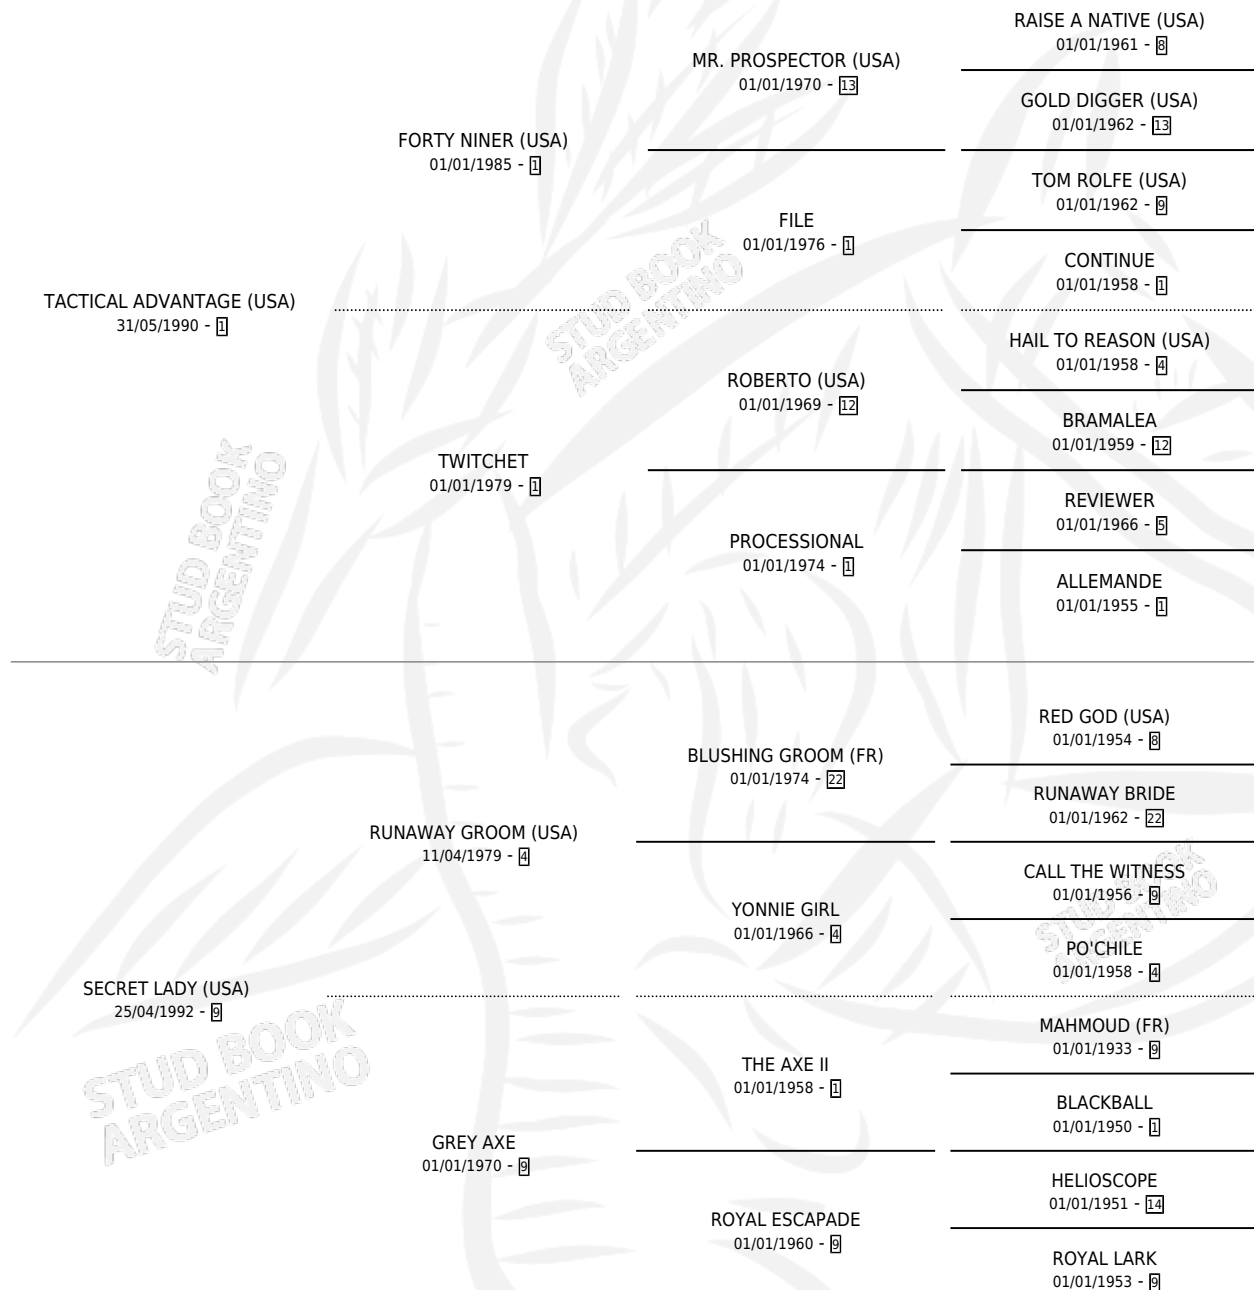 RAISE A NATIVE (USA)
01/01/1961 - 8
MR. PROSPECTOR (USA)
01/01/1970 - 13
GOLD DIGGER (USA)
01/01/1962 - 13
FORTY NINER (USA)
01/01/1985 - 1
TOM ROLFE (USA)
01/01/1962 - 9
FILE
01/01/1976 - 1
CONTINUE
01/01/1958 - 1
TACTICAL ADVANTAGE (USA)
31/05/1990 - 1
HAIL TO REASON (USA)
01/01/1958 - 4
ROBERTO (USA)
01/01/1969 - 12
BRAMALEA
01/01/1959 - 12
TWITCHET
01/01/1979 - 1
REVIEWER
01/01/1966 - 5
PROCESSIONAL
01/01/1974 - 1
ALLEMANDE
01/01/1955 - 1
RED GOD (USA)
01/01/1954 - 8
BLUSHING GROOM (FR)
01/01/1974 - 22
RUNAWAY BRIDE
01/01/1962 - 22
RUNAWAY GROOM (USA)
11/04/1979 - 4
CALL THE WITNESS
01/01/1956 - 9
YONNIE GIRL
01/01/1966 - 4
PO'CHILE
01/01/1958 - 4
SECRET LADY (USA)
25/04/1992 - 9
MAHMOUD (FR)
01/01/1933 - 9
THE AXE II
01/01/1958 - 1
BLACKBALL
01/01/1950 - 1
GREY AXE
01/01/1970 - 9
HELIOSCOPE
01/01/1951 - 14
ROYAL ESCAPADE
01/01/1960 - 9
ROYAL LARK
01/01/1953 - 9
STUD BOOK
ARGENTINO
STUD BOOK
ARGENTINO
STUD BOOK
ARGENTINO
STUD BOOK
ARGENTINO